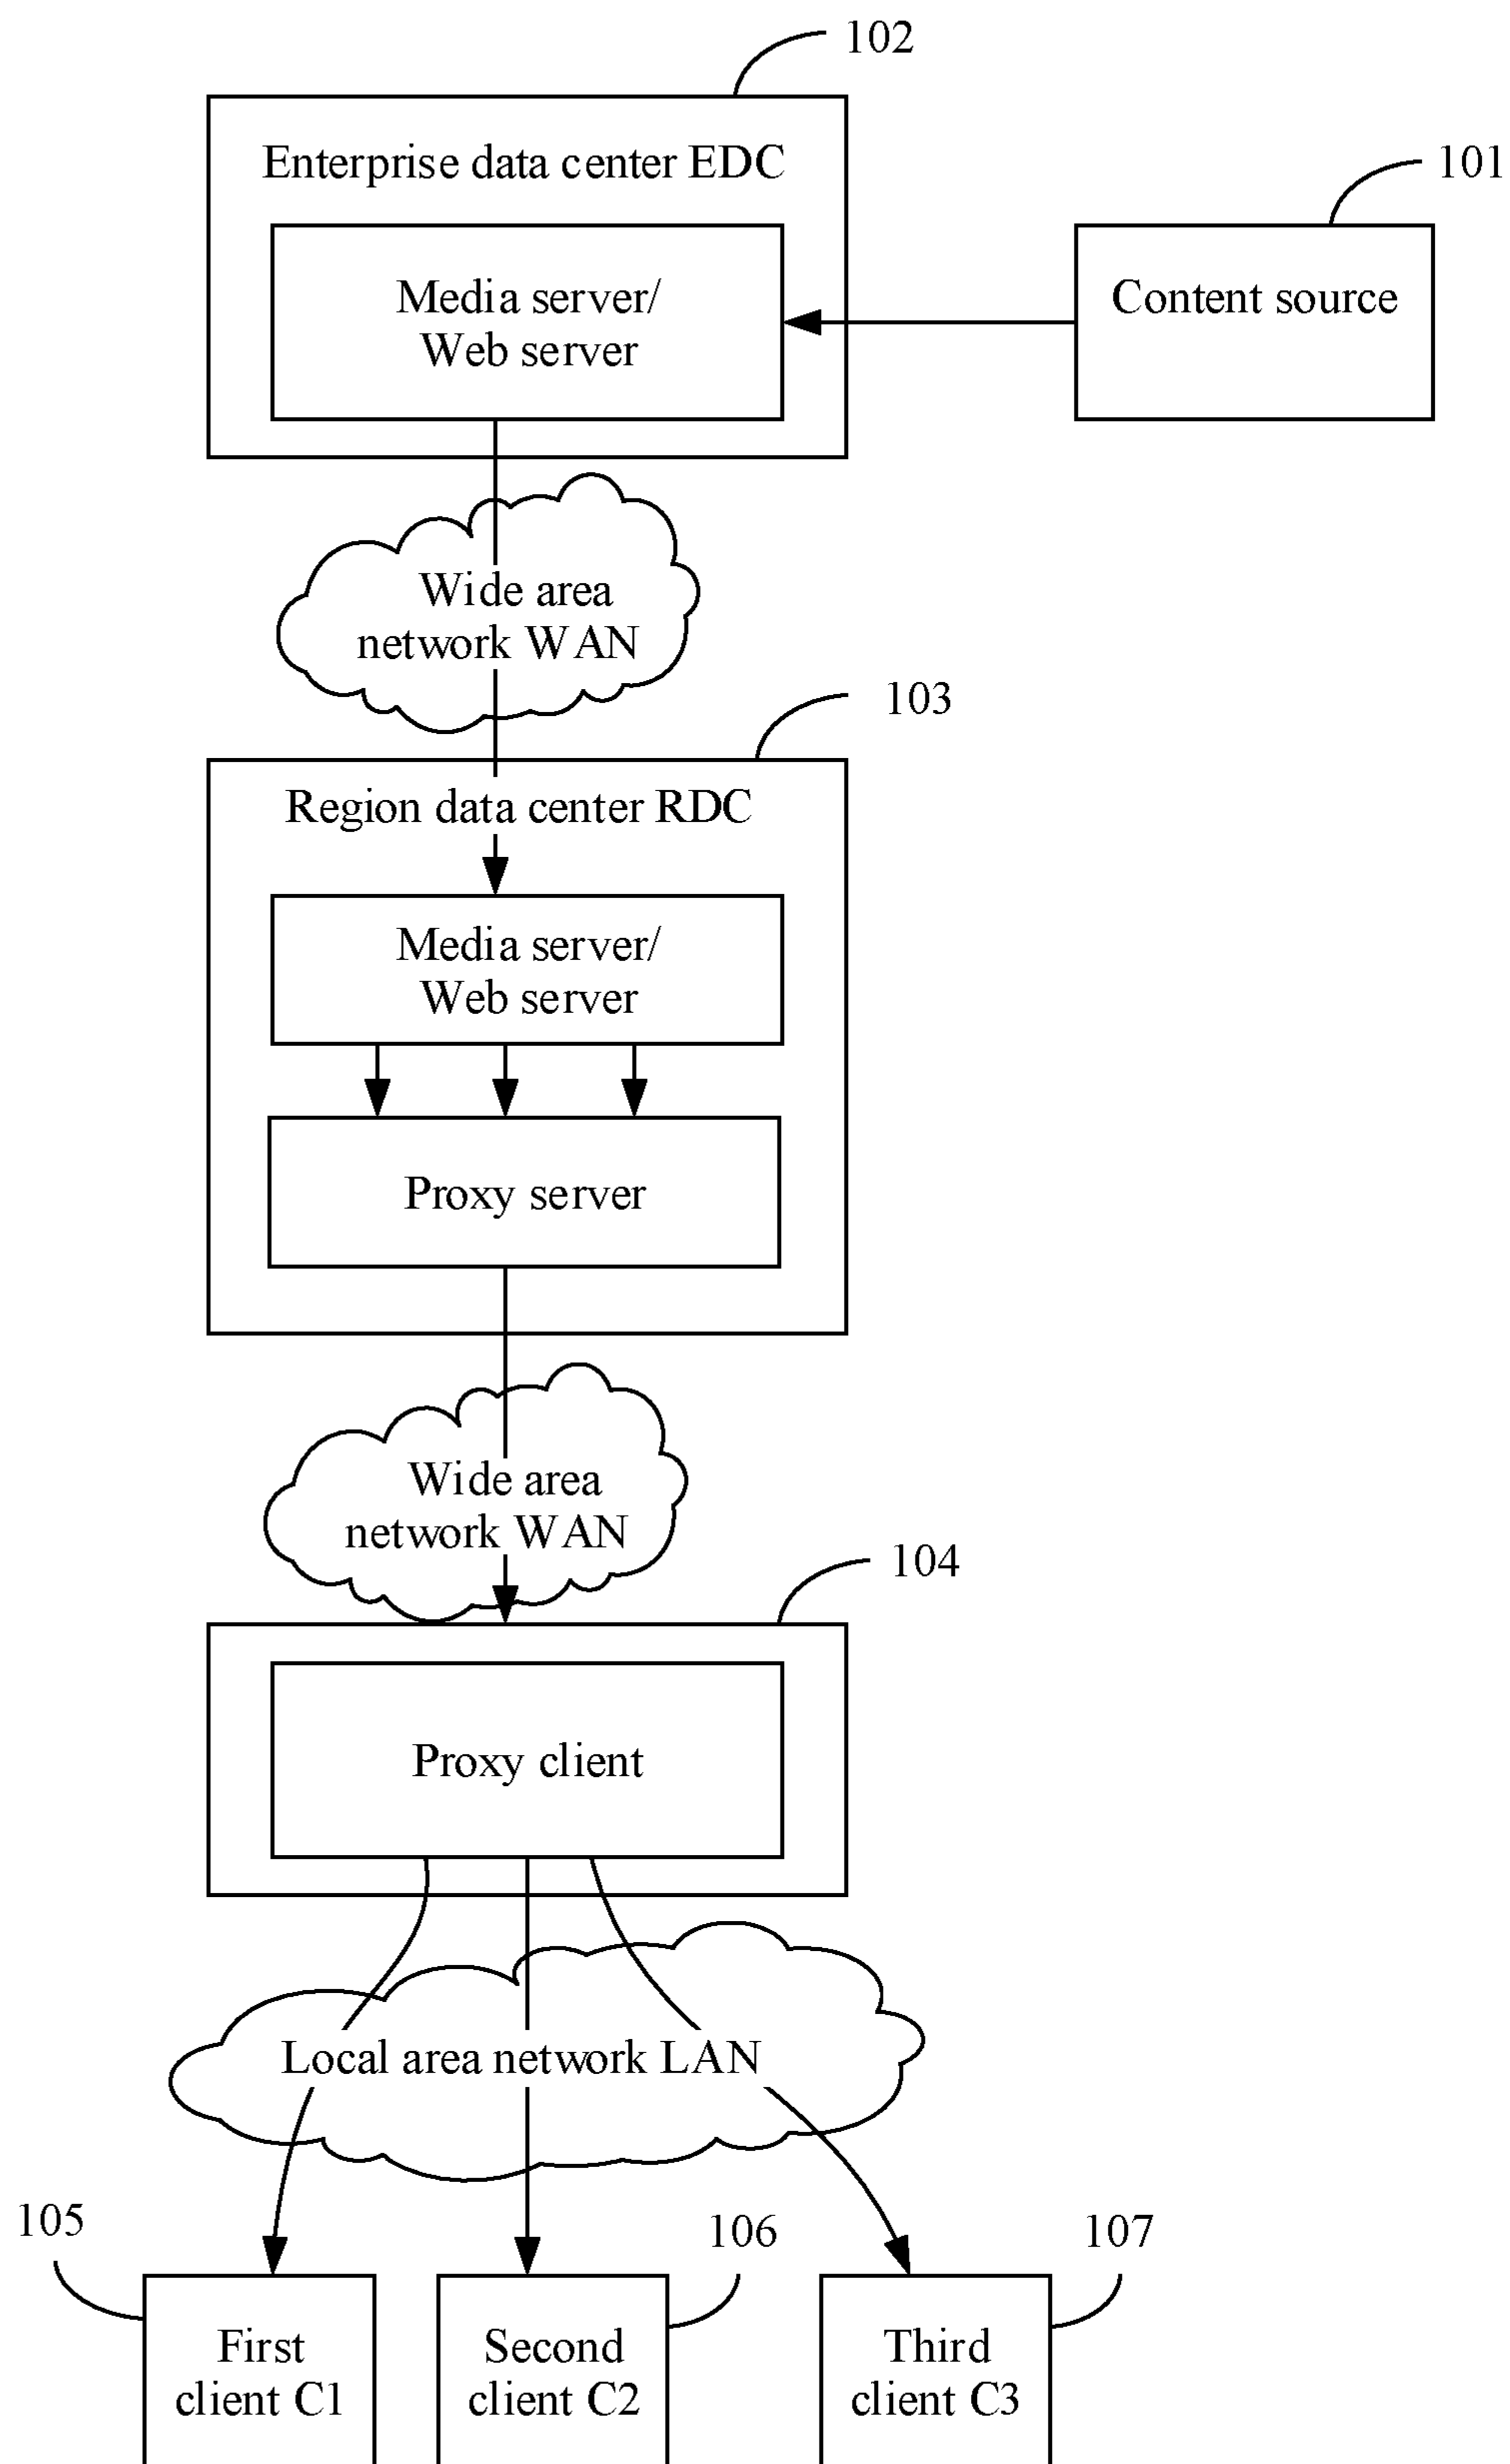 102
Enterprise data center EDC
101
Media server/
Web server
Content source
Wide area
network WAN
103
Region data center RDC
Media server/
Web server
Proxy server
Wide area
network WAN
104
Proxy client
Local area network LAN
105
106
107
First
client C1
Second
client C2
Third
client C3